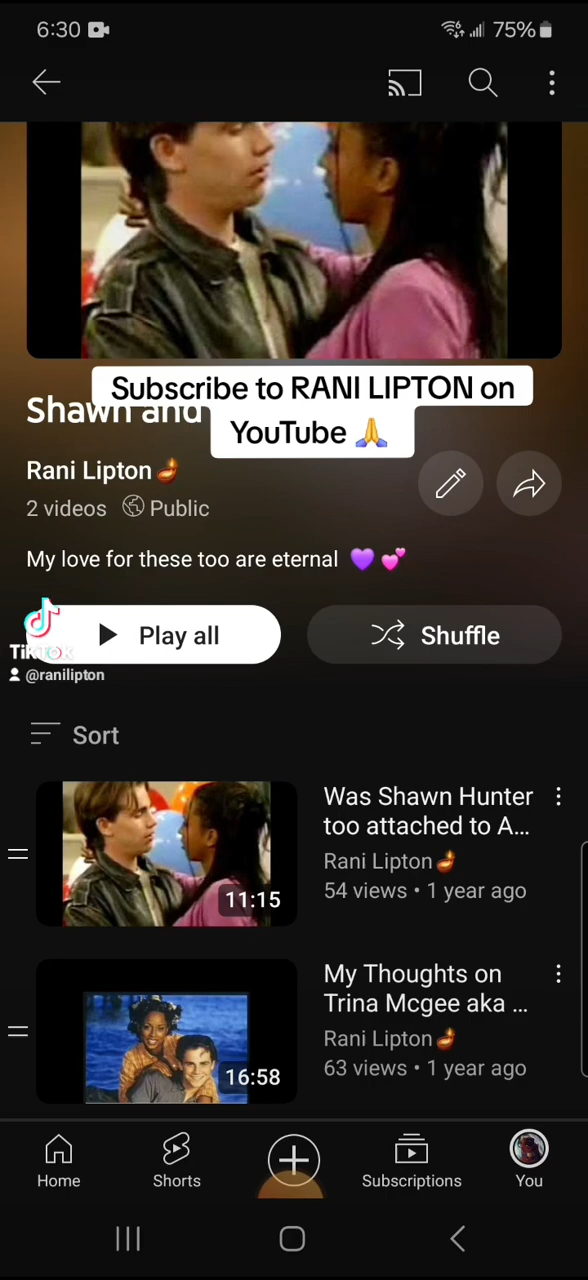 6:30
75%
Subscribe to RANI LIPTON on
YouTube 🙏
Shawn and
Rani Lipton🪔
2 videos Public
My love for these too are eternal 💜 💕
Play all
Shuffle
TikTok
@ranilipton
Sort
Was Shawn Hunter
too attached to A...
Rani Lipton🪔
54 views • 1 year ago
11:15
My Thoughts on
Trina Mcgee aka ...
Rani Lipton🪔
63 views • 1 year ago
16:58
Home
Shorts
Subscriptions
You